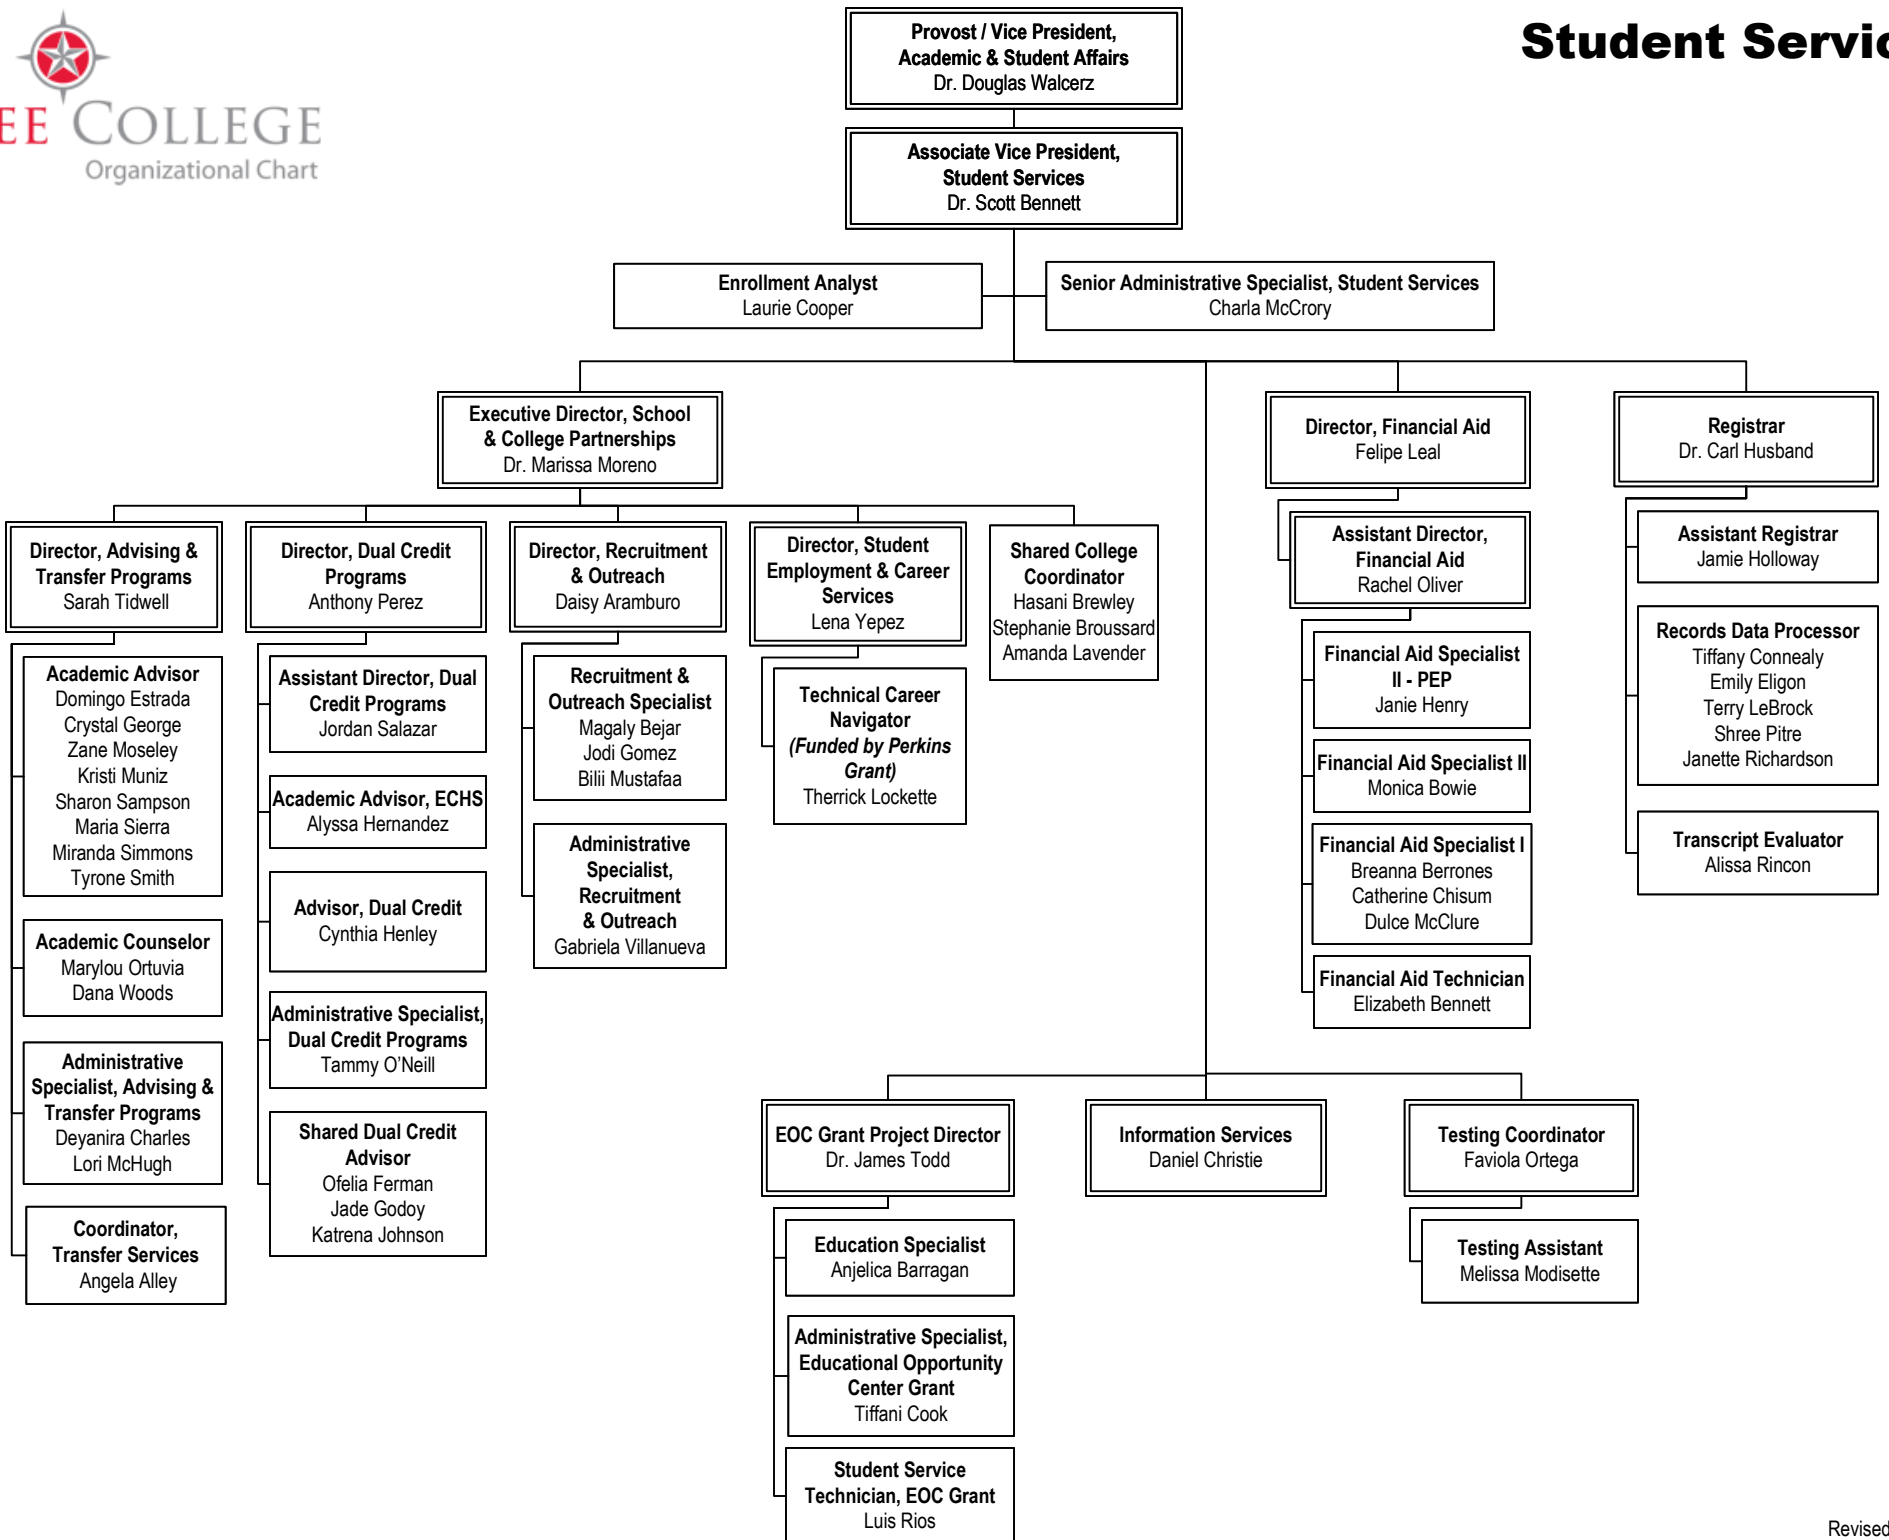 Student Servic
EE COLLEGE
Organizational Chart
Provost / Vice President,
Academic & Student Affairs
Dr. Douglas Walcerz
Associate Vice President,
Student Services
Dr. Scott Bennett
Enrollment Analyst
Laurie Cooper
Senior Administrative Specialist, Student Services
Charla McCrory
Executive Director, School
& College Partnerships
Dr. Marissa Moreno
Director, Financial Aid
Felipe Leal
Registrar
Dr. Carl Husband
Director, Advising &
Transfer Programs
Sarah Tidwell
Academic Advisor
Domingo Estrada
Crystal George
Zane Moseley
Kristi Muniz
Sharon Sampson
Maria Sierra
Miranda Simmons
Tyrone Smith
Academic Counselor
Marylou Ortuvia
Dana Woods
Administrative
Specialist, Advising &
Transfer Programs
Deyanira Charles
Lori McHugh
Coordinator,
Transfer Services
Angela Alley
Director, Dual Credit
Programs
Anthony Perez
Assistant Director, Dual
Credit Programs
Jordan Salazar
Academic Advisor, ECHS
Alyssa Hernandez
Advisor, Dual Credit
Cynthia Henley
Administrative Specialist,
Dual Credit Programs
Tammy O’Neill
Shared Dual Credit
Advisor
Ofelia Ferman
Jade Godoy
Katrena Johnson
Director, Recruitment
& Outreach
Daisy Aramburo
Recruitment &
Outreach Specialist
Magaly Bejar
Jodi Gomez
Bilii Mustafaa
Administrative
Specialist,
Recruitment
& Outreach
Gabriela Villanueva
Director, Student
Employment & Career
Services
Lena Yepez
Technical Career
Navigator
(Funded by Perkins
Grant)
Therrick Lockette
Shared College
Coordinator
Hasani Brewley
Stephanie Broussard
Amanda Lavender
Assistant Director,
Financial Aid
Rachel Oliver
Financial Aid Specialist
II - PEP
Janie Henry
Financial Aid Specialist II
Monica Bowie
Financial Aid Specialist I
Breanna Berrones
Catherine Chisum
Dulce McClure
Financial Aid Technician
Elizabeth Bennett
Assistant Registrar
Jamie Holloway
Records Data Processor
Tiffany Connealy
Emily Eligon
Terry LeBrock
Shree Pitre
Janette Richardson
Transcript Evaluator
Alissa Rincon
EOC Grant Project Director
Dr. James Todd
Education Specialist
Anjelica Barragan
Administrative Specialist,
Educational Opportunity
Center Grant
Tiffani Cook
Student Service
Technician, EOC Grant
Luis Rios
Information Services
Daniel Christie
Testing Coordinator
Faviola Ortega
Testing Assistant
Melissa Modisette
Revised